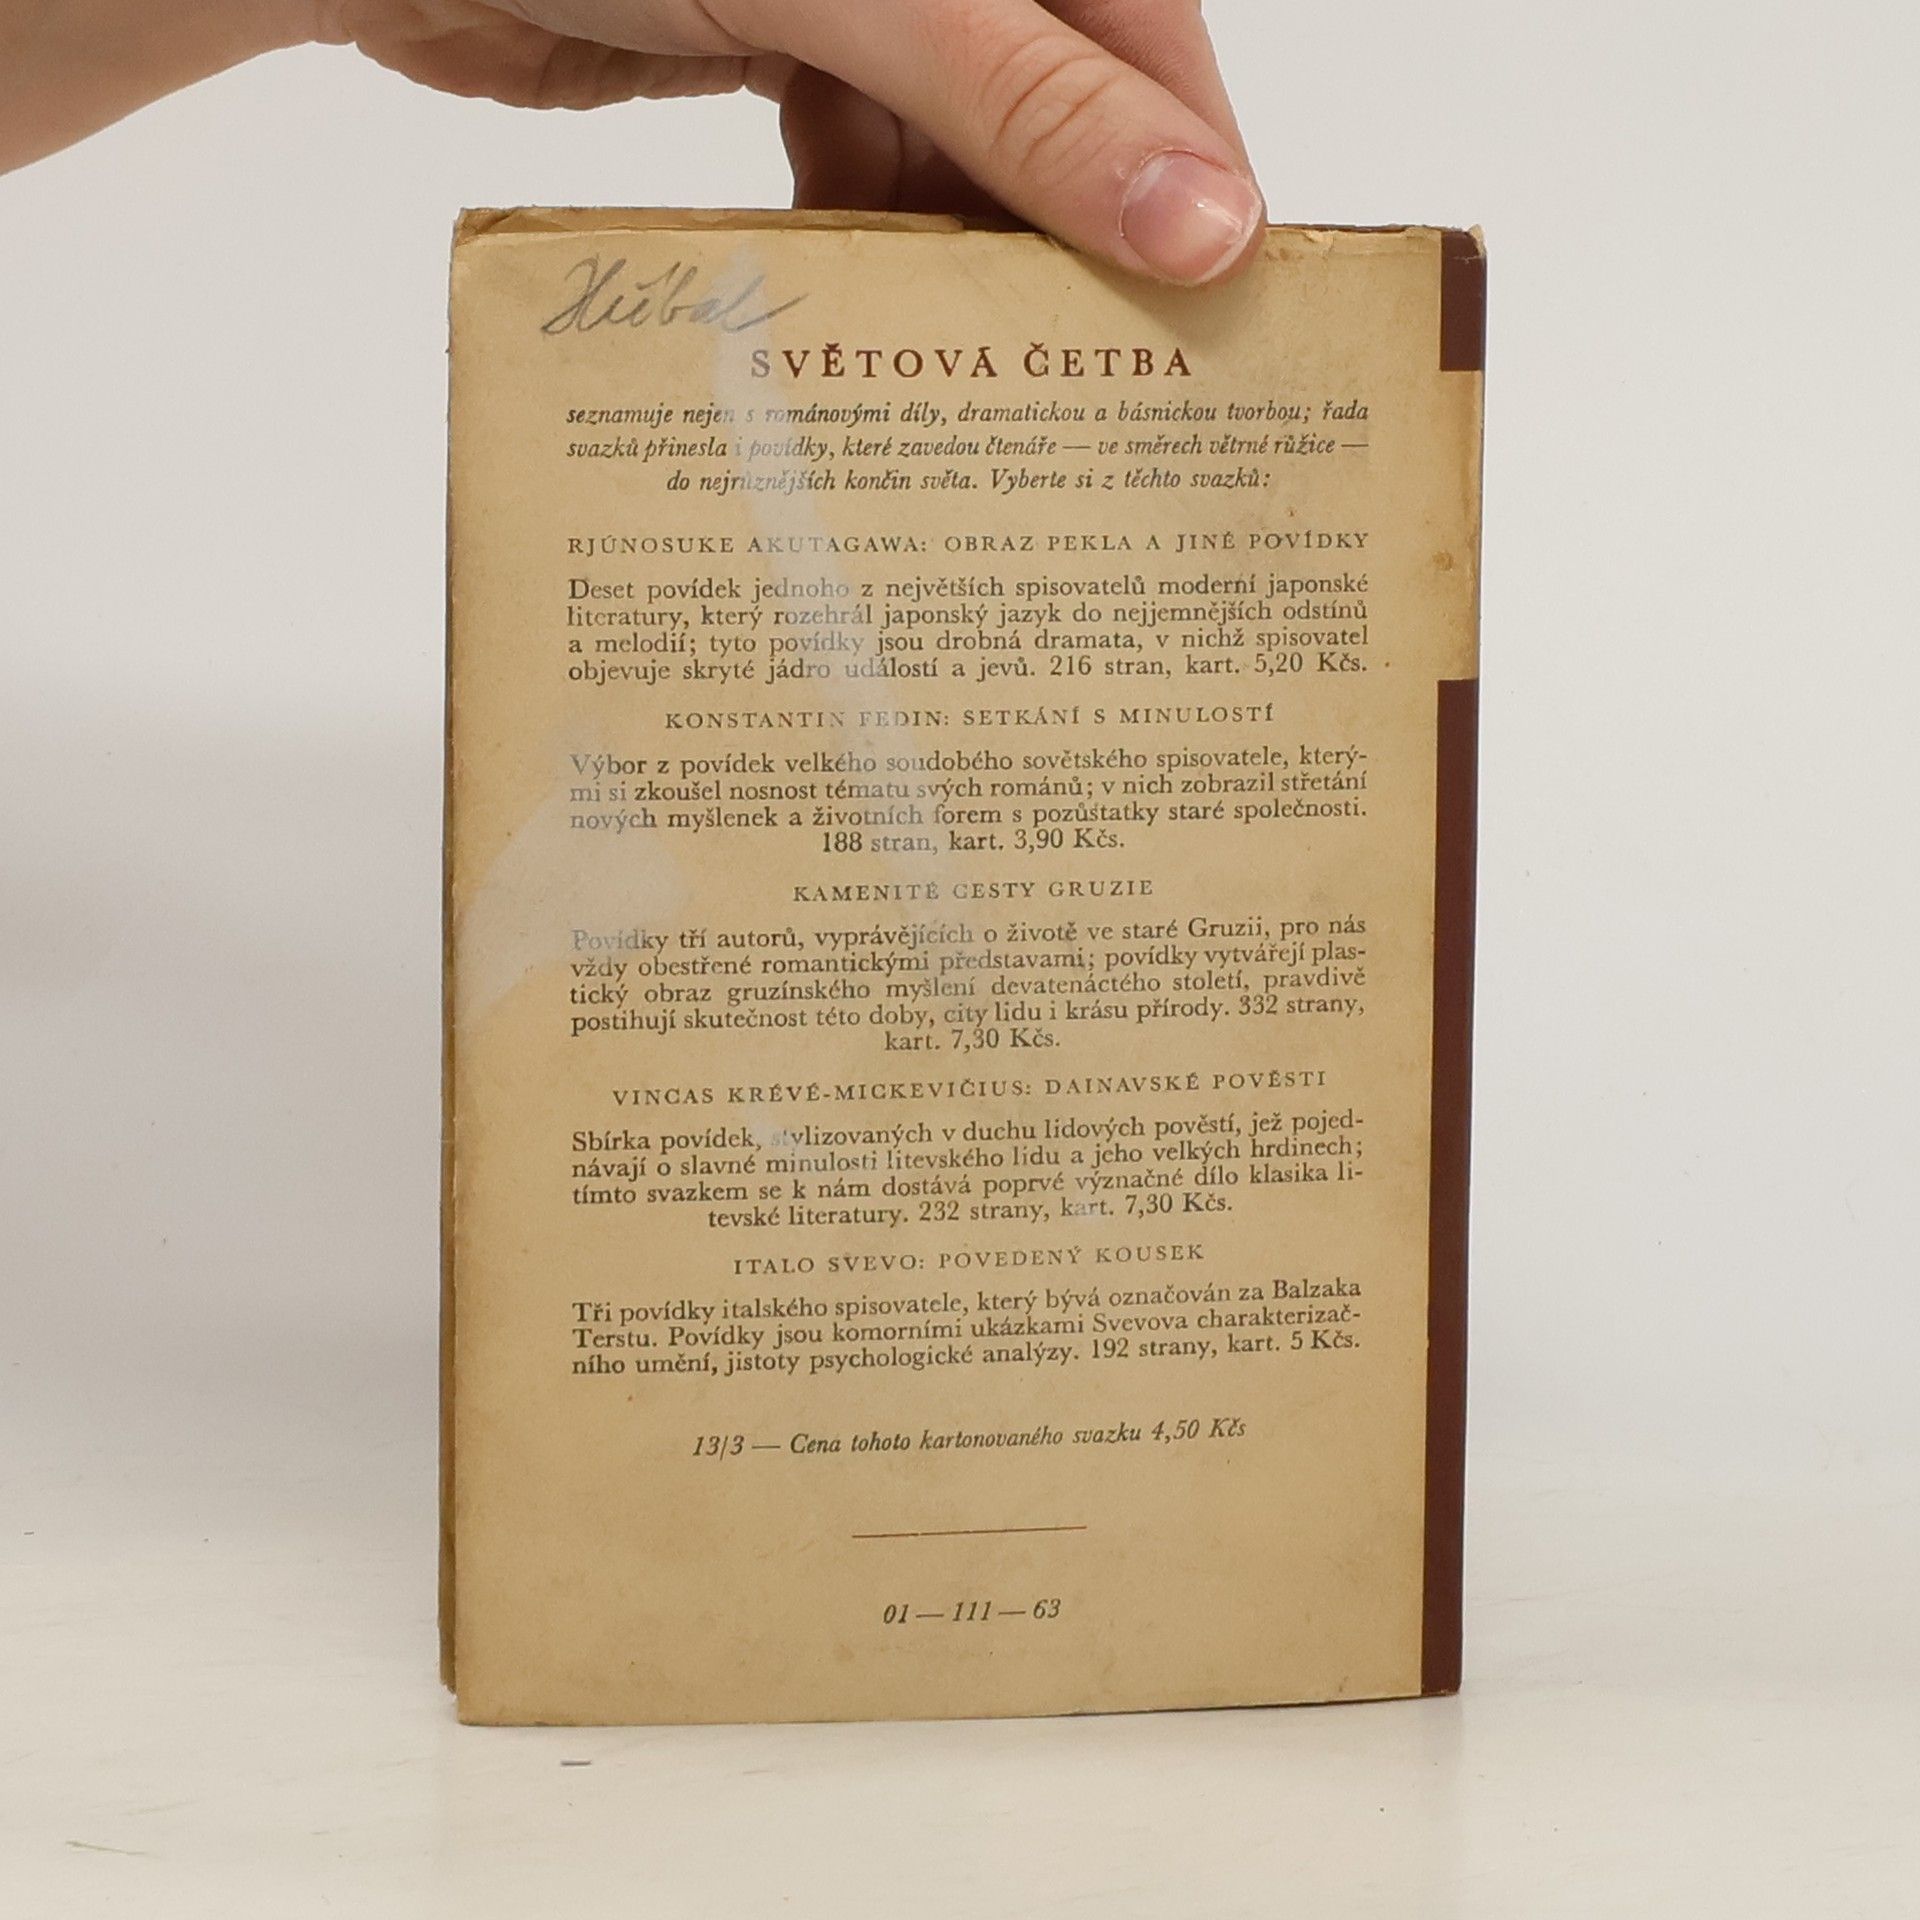 SVĚTOVÁ ČETBA
seznamuje nejen s románovými díly, dramatickou a básnickou tvorbou; řada
svazků přinesla i povídky, které zavedou čtenáře — ve směrech větrné růžice —
do nejrůznějších končin světa. Vyberte si z těchto svazků:
RJÚNOSUKE AKUTAGAWA: OBRAZ PEKLA A JINÉ POVÍDKY
Deset povídek jednoho z největších spisovatelů moderní japonské
literatury, který rozehrál japonský jazyk do nejjemnějších odstínů
a melodií; tyto povídky jsou drobná dramata, v nichž spisovatel
objevuje skryté jádro událostí a jevů. 216 stran, kart. 5,20 Kčs.
KONSTANTIN FEDIN: SETKÁNÍ S MINULOSTÍ
Výbor z povídek velkého soudobého sovětského spisovatele, který-
mi si zkoušel nosnost tématu svých románů; v nich zobrazil střetání
nových myšlenek a životních forem s pozůstatky staré společnosti.
188 stran, kart. 3,90 Kčs.
KAMENITÉ CESTY GRUZIE
Povídky tří autorů, vyprávějících o životě ve staré Gruzii, pro nás
vždy obestřené romantickými představami; povídky vytvářejí plas-
tický obraz gruzínského myšlení devatenáctého století, pravdivě
postihují skutečnost této doby, city lidu i krásu přírody. 332 strany,
kart. 7,30 Kčs.
VINCAS KRÉVÉ-MICKEVIČIUS: DAINAVSKÉ POVĚSTI
Sbírka povídek, stylizovaných v duchu lidových pověstí, jež pojed-
návají o slavné minulosti litevského lidu a jeho velkých hrdinech;
tímto svazkem se k nám dostává poprvé význačné dílo klasika li-
tevské literatury. 232 strany, kart. 7,30 Kčs.
ITALO SVEVO: POVEDENÝ KOUSEK
Tři povídky italského spisovatele, který bývá označován za Balzaka
Terstu. Povídky jsou komorními ukázkami Svevova charakterizač-
ního umění, jistoty psychologické analýzy. 192 strany, kart. 5 Kčs.
13/3 — Cena tohoto kartonovaného svazku 4,50 Kčs
01 — 111 — 63